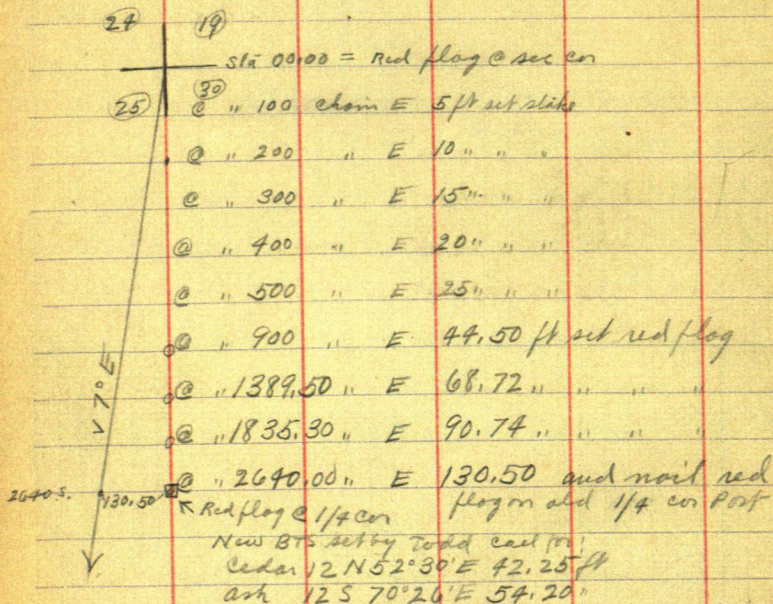 24 19
Sta 00.00 = Red flag @ sec cor
25 30 @ " 100 chain E 5 ft set stake
@ " 200 " E 10 " " "
@ " 300 " E 15 " " "
@ " 400 " E 20 " " "
@ " 500 " E 25 " " "
@ " 900 " E 44.50 ft set red flag
@ " 1389.50 " E 68.72 " " " "
@ " 1835.30 " E 90.74 " " " "
V 7° E
2640 S. 130.50 @ " 2640.00 " E 130.50 and nail red
Red flag @ 1/4 cor flag on old 1/4 cor Post
New BTS set by Todd call for:
Cedar 12 N 52° 30' E 42.25 ft
ash 12 S 70° 26' E 54.20 "